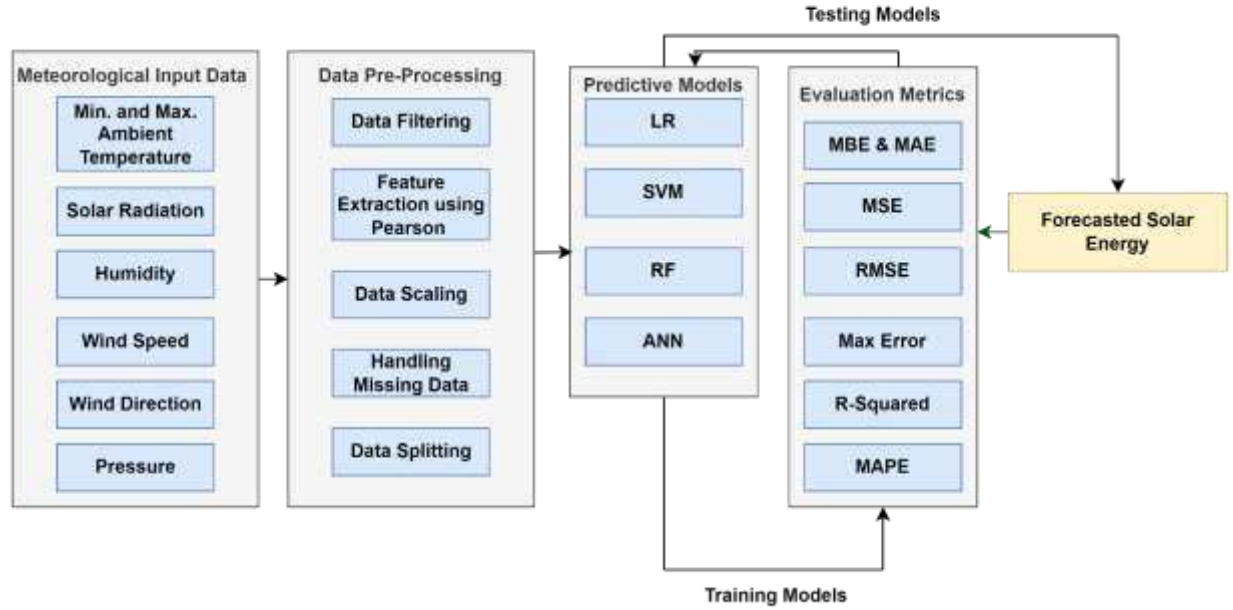 Testing Models
Meteorological Input Data
Min. and Max.
Ambient
Temperature
Solar Radiation
Humidity
Wind Speed
Wind Direction
Pressure
Data Pre-Processing
Data Filtering
Feature
Extraction using
Pearson
Data Scaling
Handling
Missing Data
Data Splitting
Predictive Models
LR
SVM
RF
ANN
Evaluation Metrics
MBE & MAE
MSE
RMSE
Max Error
R-Squared
MAPE
Forecasted Solar
Energy
Training Models